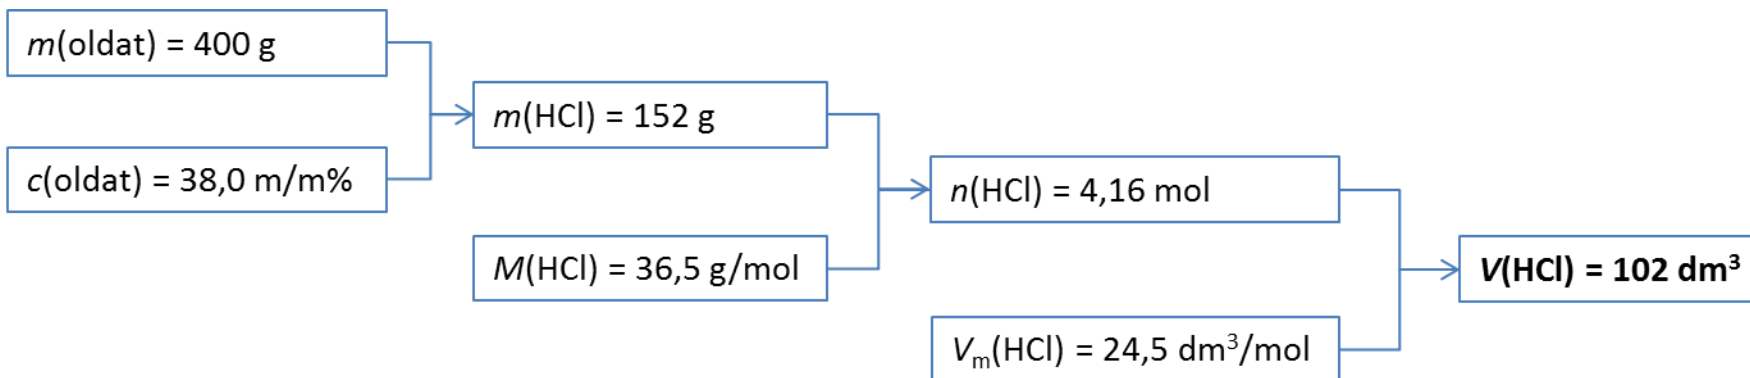 m(oldat) = 400 g
c(oldat) = 38,0 m/m%
m(HCl) = 152 g
M(HCl) = 36,5 g/mol
n(HCl) = 4,16 mol
Vm(HCl) = 24,5 dm³/mol
V(HCl) = 102 dm³